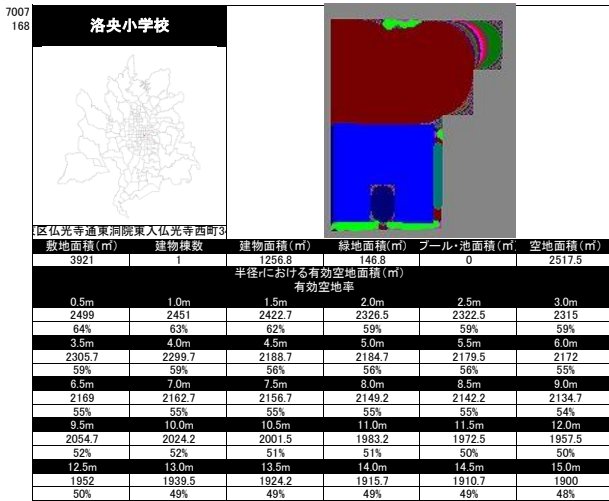 7007
168
洛央小学校
区仏光寺通東洞院東入仏光寺西町3
敷地面積(㎡) 建物棟数 建物面積(㎡) 緑地面積(㎡) プール・池面積(㎡) 空地面積(㎡)
3921 1 1256.8 146.8 0 2517.5
半径rにおける有効空地面積(㎡)
有効空地率
0.5m 1.0m 1.5m 2.0m 2.5m 3.0m
2499 2451 2422.7 2326.5 2322.5 2315
64% 63% 62% 59% 59% 59%
3.5m 4.0m 4.5m 5.0m 5.5m 6.0m
2305.7 2299.7 2188.7 2184.7 2179.5 2172
59% 59% 56% 56% 56% 55%
6.5m 7.0m 7.5m 8.0m 8.5m 9.0m
2169 2162.7 2156.7 2149.2 2142.2 2134.7
55% 55% 55% 55% 55% 54%
9.5m 10.0m 10.5m 11.0m 11.5m 12.0m
2054.7 2024.2 2001.5 1983.2 1972.5 1957.5
52% 52% 51% 51% 50% 50%
12.5m 13.0m 13.5m 14.0m 14.5m 15.0m
1952 1939.5 1924.2 1915.7 1910.7 1900
50% 49% 49% 49% 49% 48%